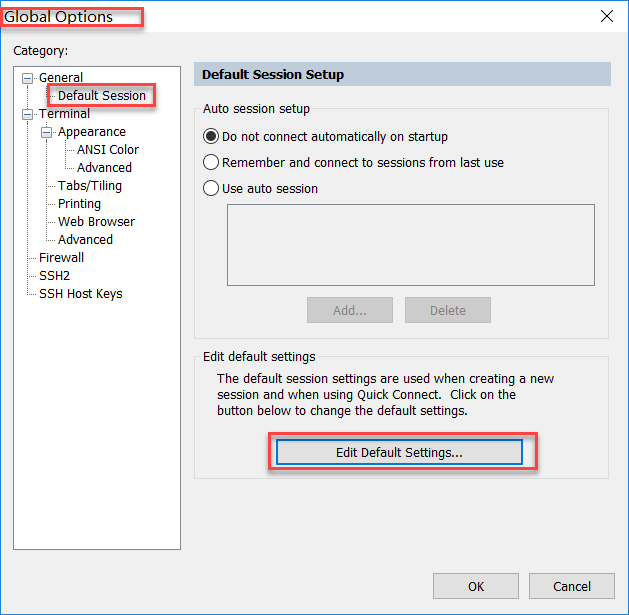 Global Options
Category:
General
Default Session
Terminal
Appearance
ANSI Color
Advanced
Tabs/Tiling
Printing
Web Browser
Advanced
Firewall
SSH2
SSH Host Keys
Default Session Setup
Auto session setup
Do not connect automatically on startup
Remember and connect to sessions from last use
Use auto session
Add...
Delete
Edit default settings
The default session settings are used when creating a new
session and when using Quick Connect.  Click on the
button below to change the default settings.
Edit Default Settings...
OK
Cancel